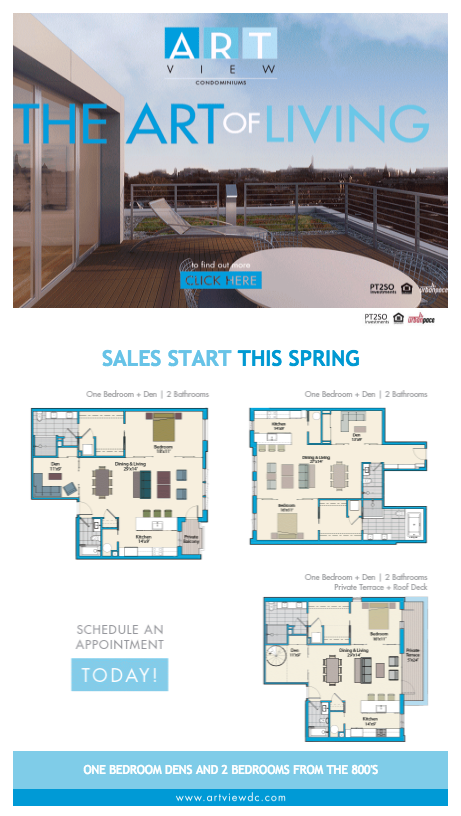 ART
VIEW
CONDOMINIUMS
THE ART OF LIVING
to find out more
CLICK HERE
PT2SO
investments
urbanpace
PT2SO
investments
urbanpace
SALES START THIS SPRING
One Bedroom + Den | 2 Bathrooms
Bedroom
Den
Dining & Living
Kitchen
Private
Balcony
One Bedroom + Den | 2 Bathrooms
Kitchen
Den
Dining & Living
Bedroom
One Bedroom + Den | 2 Bathrooms
Private Terrace + Roof Deck
Bedroom
Den
Dining & Living
Private
Terrace
Kitchen
SCHEDULE AN
APPOINTMENT
TODAY!
ONE BEDROOM DENS AND 2 BEDROOMS FROM THE 800'S
www.artviewdc.com